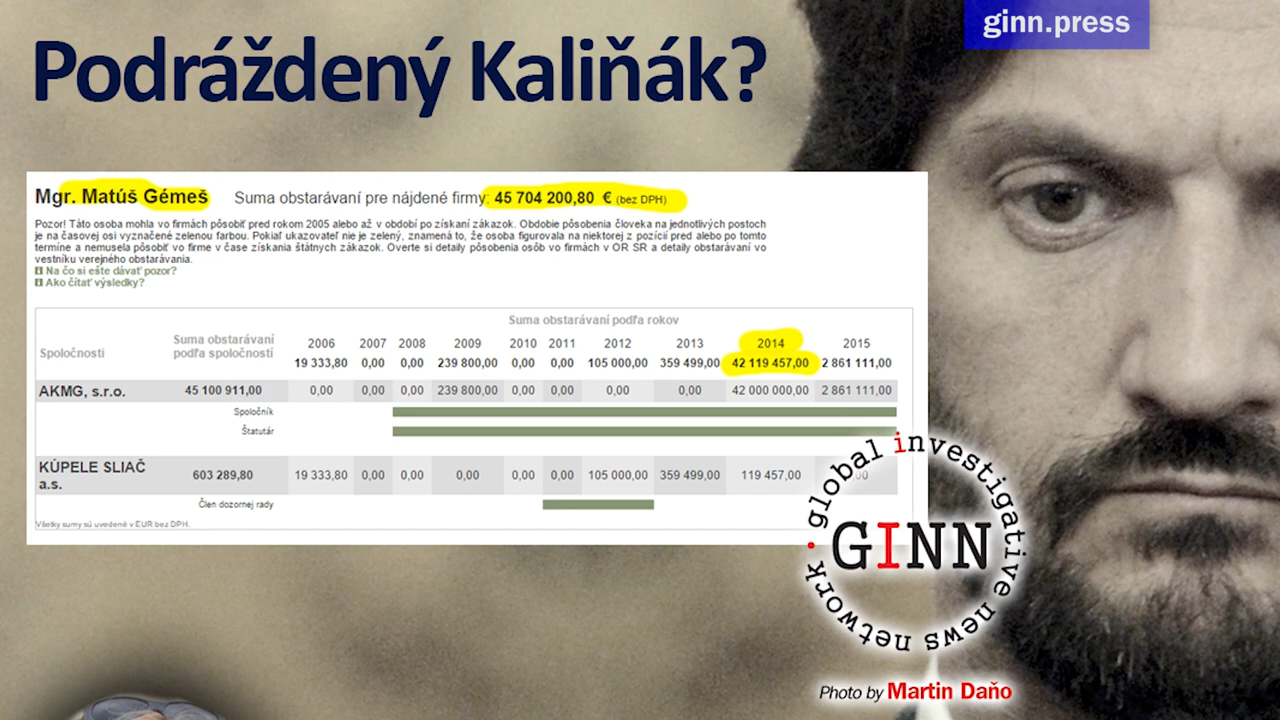 ginn.press
Podráždený Kaliňák?
Mgr. Matúš Gémeš Suma obstarávaní pre nájdené firmy: 45 704 200,80 € (bez DPH)
Pozor! Táto osoba mohla vo firmách pôsobiť pred rokom 2005 alebo až v období po získaní zákazok. Obdobie pôsobenia človeka na jednotlivých postoch
je na časovej osi vyznačené zelenou farbou. Pokiaľ ukazovateľ nie je zelený, znamená to, že osoba figurovala na niektorej z pozícií pred alebo po tomto
termíne a nemusela pôsobiť vo firme v čase získania štátnych zákazok. Overte si detaily pôsobenia osôb vo firmách v OR SR a detaily obstarávaní vo
vestníku verejného obstarávania.
Na čo si ešte dávať pozor?
Ako čítať výsledky?
Suma obstarávaní podľa rokov
Spoločnosti Suma obstarávaní podľa spoločností 2006 2007 2008 2009 2010 2011 2012 2013 2014 2015
19 333,80 0,00 0,00 239 800,00 0,00 0,00 105 000,00 359 499,00 42 119 457,00 2 861 111,00
AKMG, s.r.o. 45 100 911,00 0,00 0,00 0,00 239 800,00 0,00 0,00 0,00 0,00 42 000 000,00 2 861 111,00
Spoločník
Štatutár
KÚPELE SLIAČ
a.s. 603 289,80 19 333,80 0,00 0,00 0,00 0,00 0,00 105 000,00 359 499,00 119 457,00
Člen dozornej rady
Všetky sumy sú uvedené v EUR bez DPH.
global investigative news network
GINN
Photo by Martin Daňo